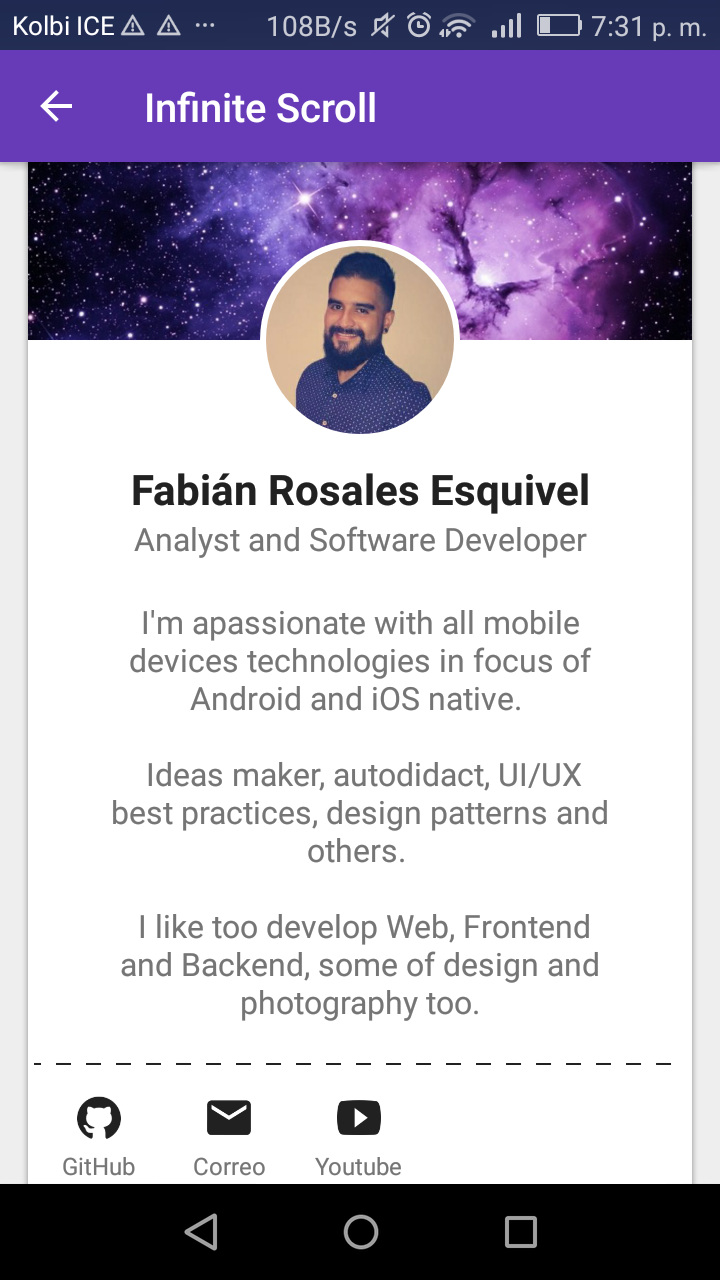 Kolbi ICE ... 108B/s 7:31 p. m.
Infinite Scroll
Fabián Rosales Esquivel
Analyst and Software Developer
I'm apassionate with all mobile
devices technologies in focus of
Android and iOS native.
Ideas maker, autodidact, UI/UX
best practices, design patterns and
others.
I like too develop Web, Frontend
and Backend, some of design and
photography too.
GitHub Correo Youtube